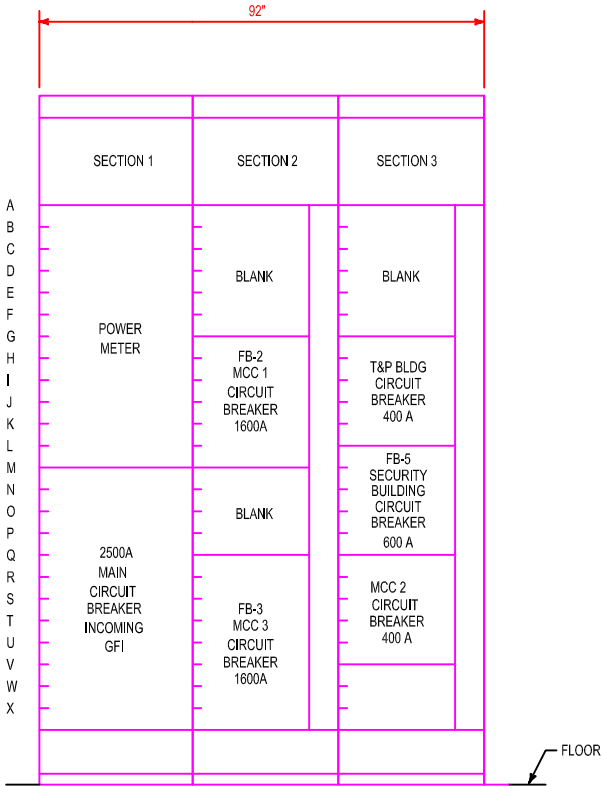 92"
SECTION 1
SECTION 2
SECTION 3
A
B
C
D
E
F
G
H
I
J
K
L
M
N
O
P
Q
R
S
T
U
V
W
X
POWER
METER
2500A
MAIN
CIRCUIT
BREAKER
INCOMING
GFI
BLANK
FB-2
MCC 1
CIRCUIT
BREAKER
1600A
BLANK
FB-3
MCC 3
CIRCUIT
BREAKER
1600A
BLANK
T&P BLDG
CIRCUIT
BREAKER
400 A
FB-5
SECURITY
BUILDING
CIRCUIT
BREAKER
600 A
MCC 2
CIRCUIT
BREAKER
400 A
FLOOR